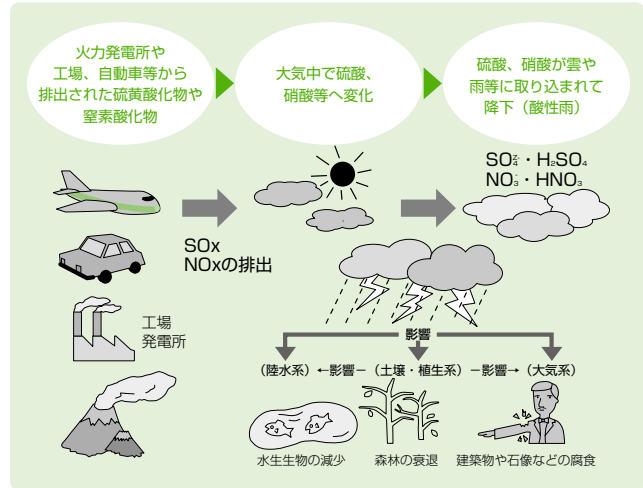 火力発電所や
工場、自動車等から
排出された硫黄酸化物や
窒素酸化物
大気中で硫酸、
硝酸等へ変化
硫酸、硝酸が雲や
雨等に取り込まれて
降下（酸性雨）
SO₄²⁻・H₂SO₄
NO₃⁻・HNO₃
SOx
NOxの排出
工場
発電所
影響
（陸水系）←影響−（土壌・植生系）−影響→（大気系）
水生生物の減少
森林の衰退
建築物や石像などの腐食